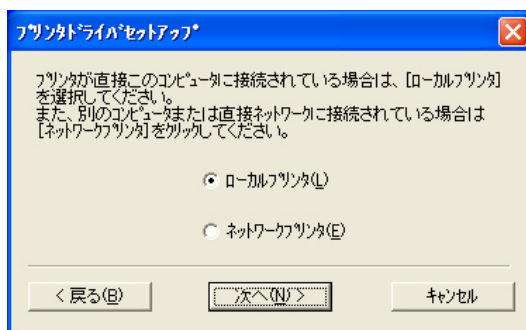 プリンタドライバセットアップ
プリンタが直接このコンピュータに接続されている場合は、[ローカルプリンタ]
を選択してください。
また、別のコンピュータまたは直接ネットワークに接続されている場合は
[ネットワークプリンタ]をクリックしてください。
ローカルプリンタ(L)
ネットワークプリンタ(E)
< 戻る(B)
次へ(N) >
キャンセル